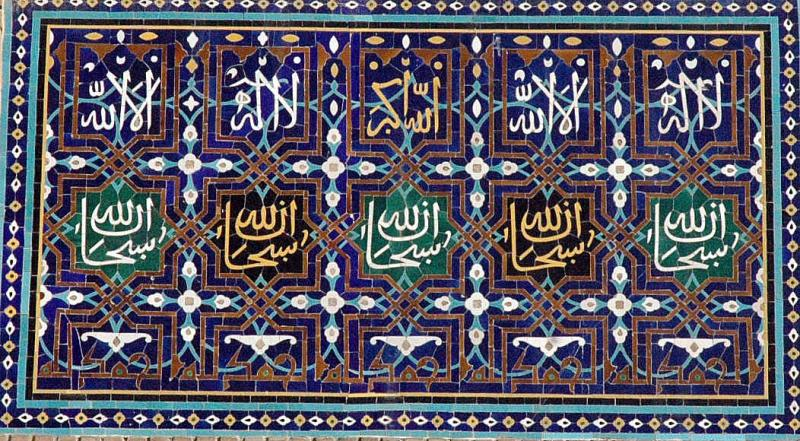 لا اله الا الله الله اكبر لا اله الا الله
سبحان الله سبحان الله سبحان الله سبحان الله سبحان الله